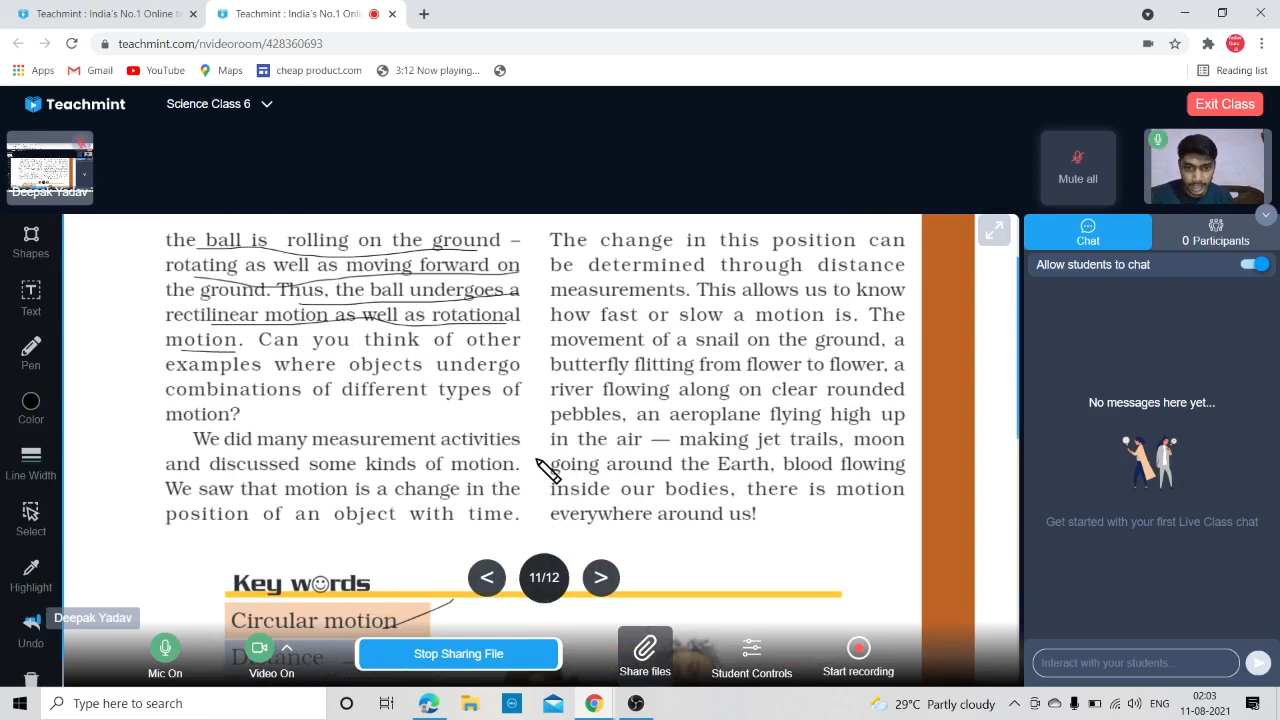 Teachmint : India's No.1 Online t
Teachmint : India's No.1 Onl
teachmint.com/nvideoroom/428360693
Apps
Gmail
YouTube
Maps
cheap product.com
3:12 Now playing...
Reading list
Teachmint
Science Class 6
Exit Class
Deepak Yadav
Mute all
Shapes
Text
Pen
Color
Line Width
Select
Highlight
Undo
the ball is rolling on the ground –
rotating as well as moving forward on
the ground. Thus, the ball undergoes a
rectilinear motion as well as rotational
motion. Can you think of other
examples where objects undergo
combinations of different types of
motion?
We did many measurement activities
and discussed some kinds of motion.
We saw that motion is a change in the
position of an object with time.
The change in this position can
be determined through distance
measurements. This allows us to know
how fast or slow a motion is. The
movement of a snail on the ground, a
butterfly flitting from flower to flower, a
river flowing along on clear rounded
pebbles, an aeroplane flying high up
in the air — making jet trails, moon
going around the Earth, blood flowing
inside our bodies, there is motion
everywhere around us!
Key words
Circular motion
Distance
< 11/12 >
Deepak Yadav
Mic On
Video On
Stop Sharing File
Share files
Student Controls
Start recording
Chat
0 Participants
Allow students to chat
No messages here yet...
Get started with your first Live Class chat
Interact with your students...
Type here to search
29°C Partly cloudy
ENG
02:03
11-08-2021